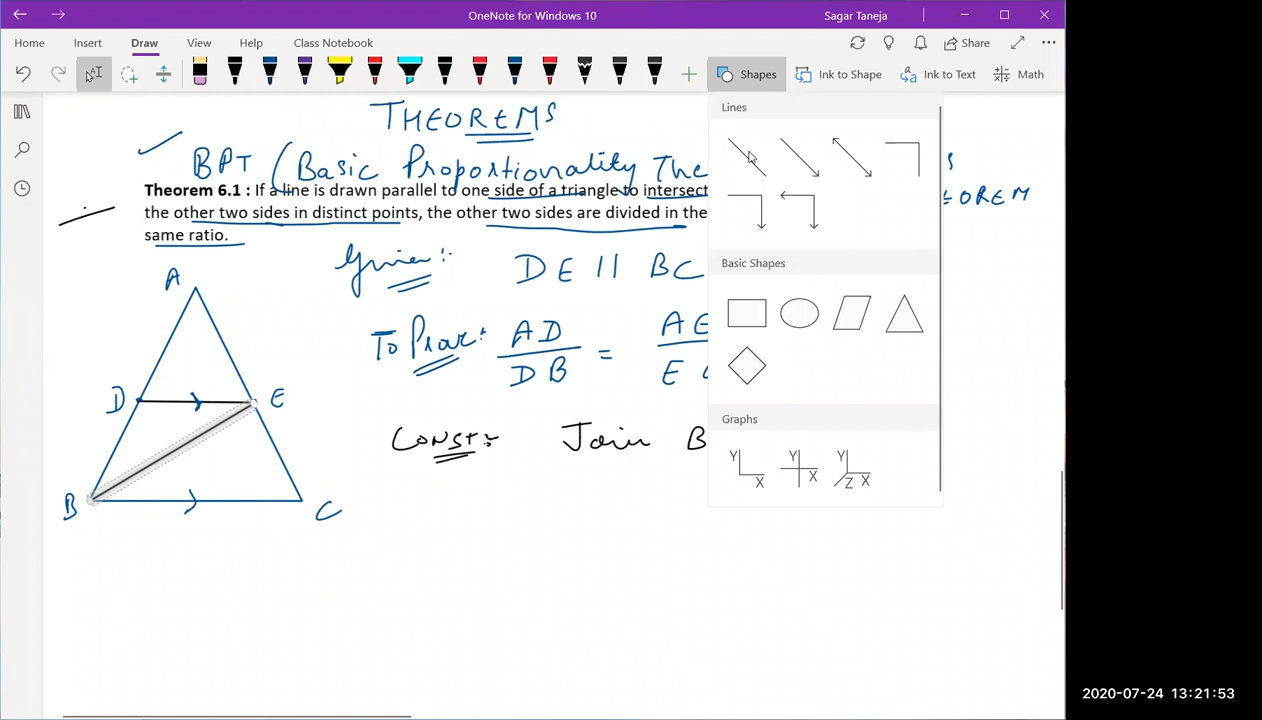 OneNote for Windows 10
Sagar Taneja
Home Insert Draw View Help Class Notebook
Share
Shapes
Ink to Shape
Ink to Text
Math
Lines
Basic Shapes
Graphs
Y X
Y X
Y Z X
THEOREMS
BPT (Basic Proportionality The
OREM
Theorem 6.1 : If a line is drawn parallel to one side of a triangle to intersect
the other two sides in distinct points, the other two sides are divided in the
same ratio.
Given:
DE || BC
To Prove: AD/DB = AE/E
Const:
Join B
A
D
E
B
C
2020-07-24 13:21:53